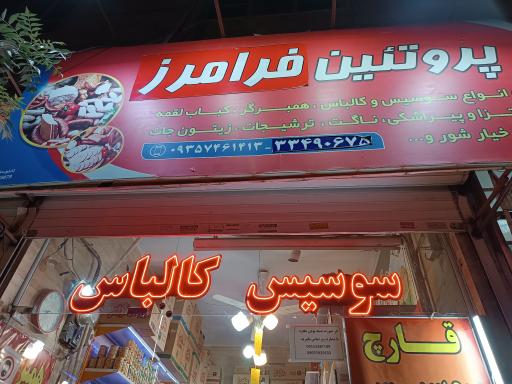 پروتئین فرامرز
انواع سوسیس و کالباس، همبرگر، کباب لقمه
پیتزا و پیراشکی، ناگت، ترشیجات، زیتون جات
خیار شور و...
۰۹۳۵۷۴۶۱۴۱۳-۳۳۴۹۰۶۷۵
سوسیس کالباس
قارچ